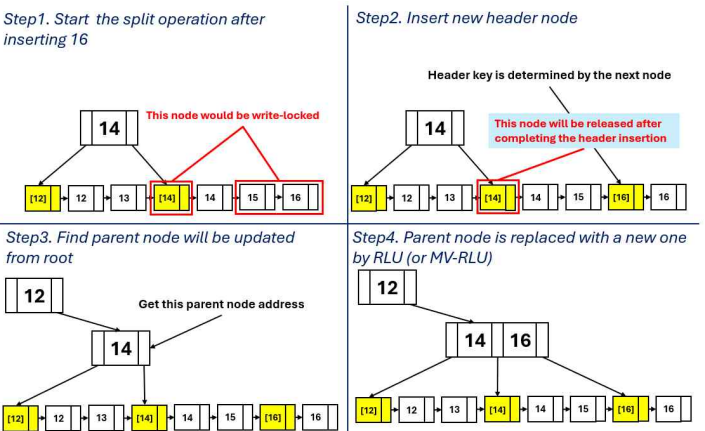 Step1. Start the split operation after
inserting 16
This node would be write-locked
14
[12] 12 13 [14] 14 15 16
Step2. Insert new header node
Header key is determined by the next node
This node will be released after
completing the header insertion
14
[12] 12 13 [14] 14 15 [16] 16
Step3. Find parent node will be updated
from root
12
Get this parent node address
14
[12] 12 13 [14] 14 15 [16] 16
Step4. Parent node is replaced with a new one
by RLU (or MV-RLU)
12
14 16
[12] 12 13 [14] 14 15 [16] 16